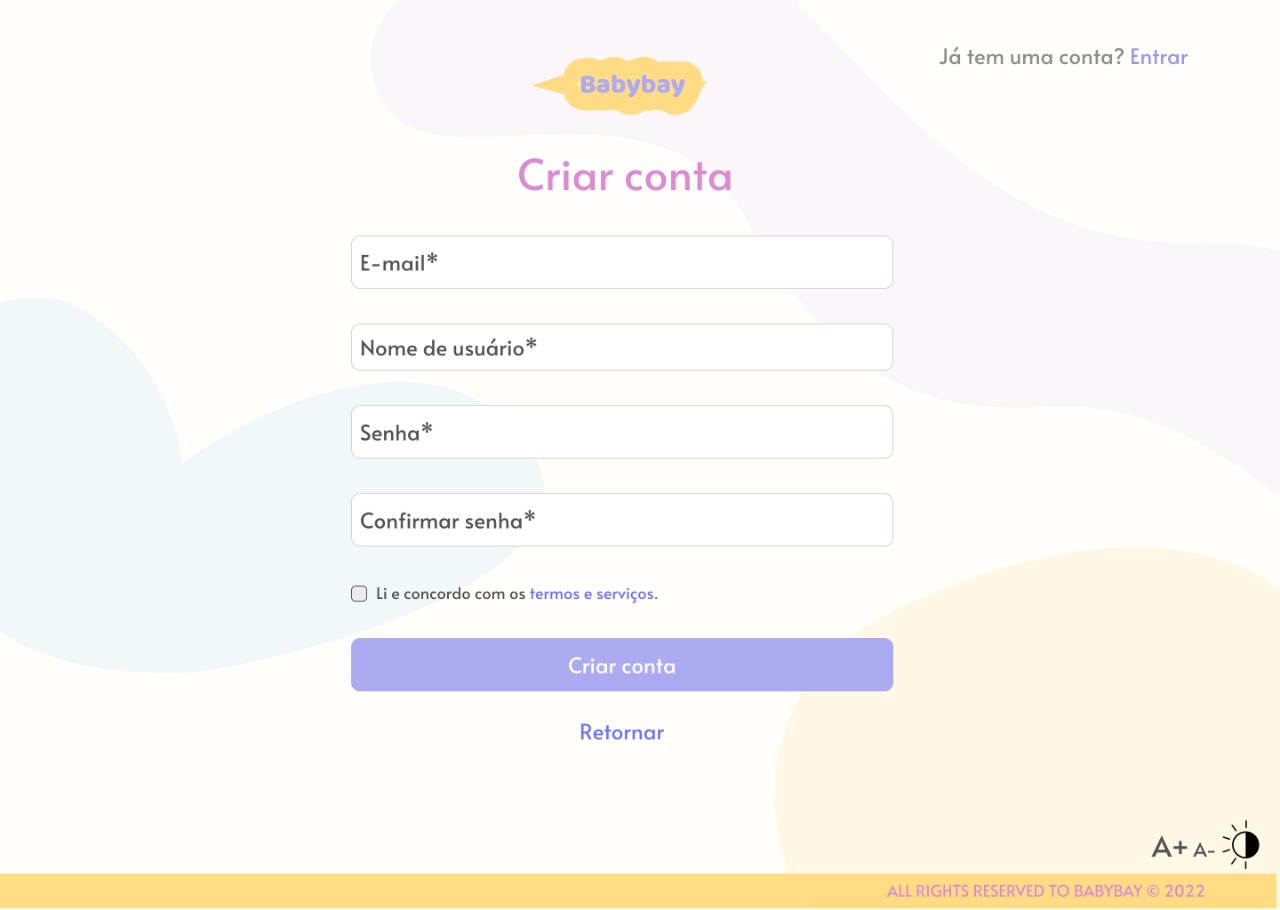 Já tem uma conta? Entrar
Babybay
Criar conta
E-mail*
Nome de usuário*
Senha*
Confirmar senha*
Li e concordo com os termos e serviços.
Criar conta
Retornar
A+ A-
ALL RIGHTS RESERVED TO BABYBAY © 2022